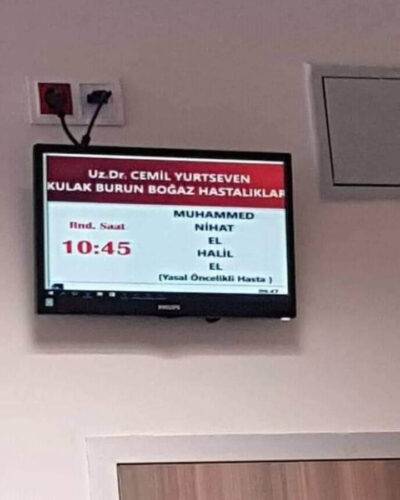 Uz.Dr. CEMİL YURTSEVEN
KULAK BURUN BOĞAZ HASTALIKLAR
Rnd. Saat
10:45
MUHAMMED
NİHAT
EL
HALİL
EL
(Yasal Öncelikli Hasta )
PHILIPS